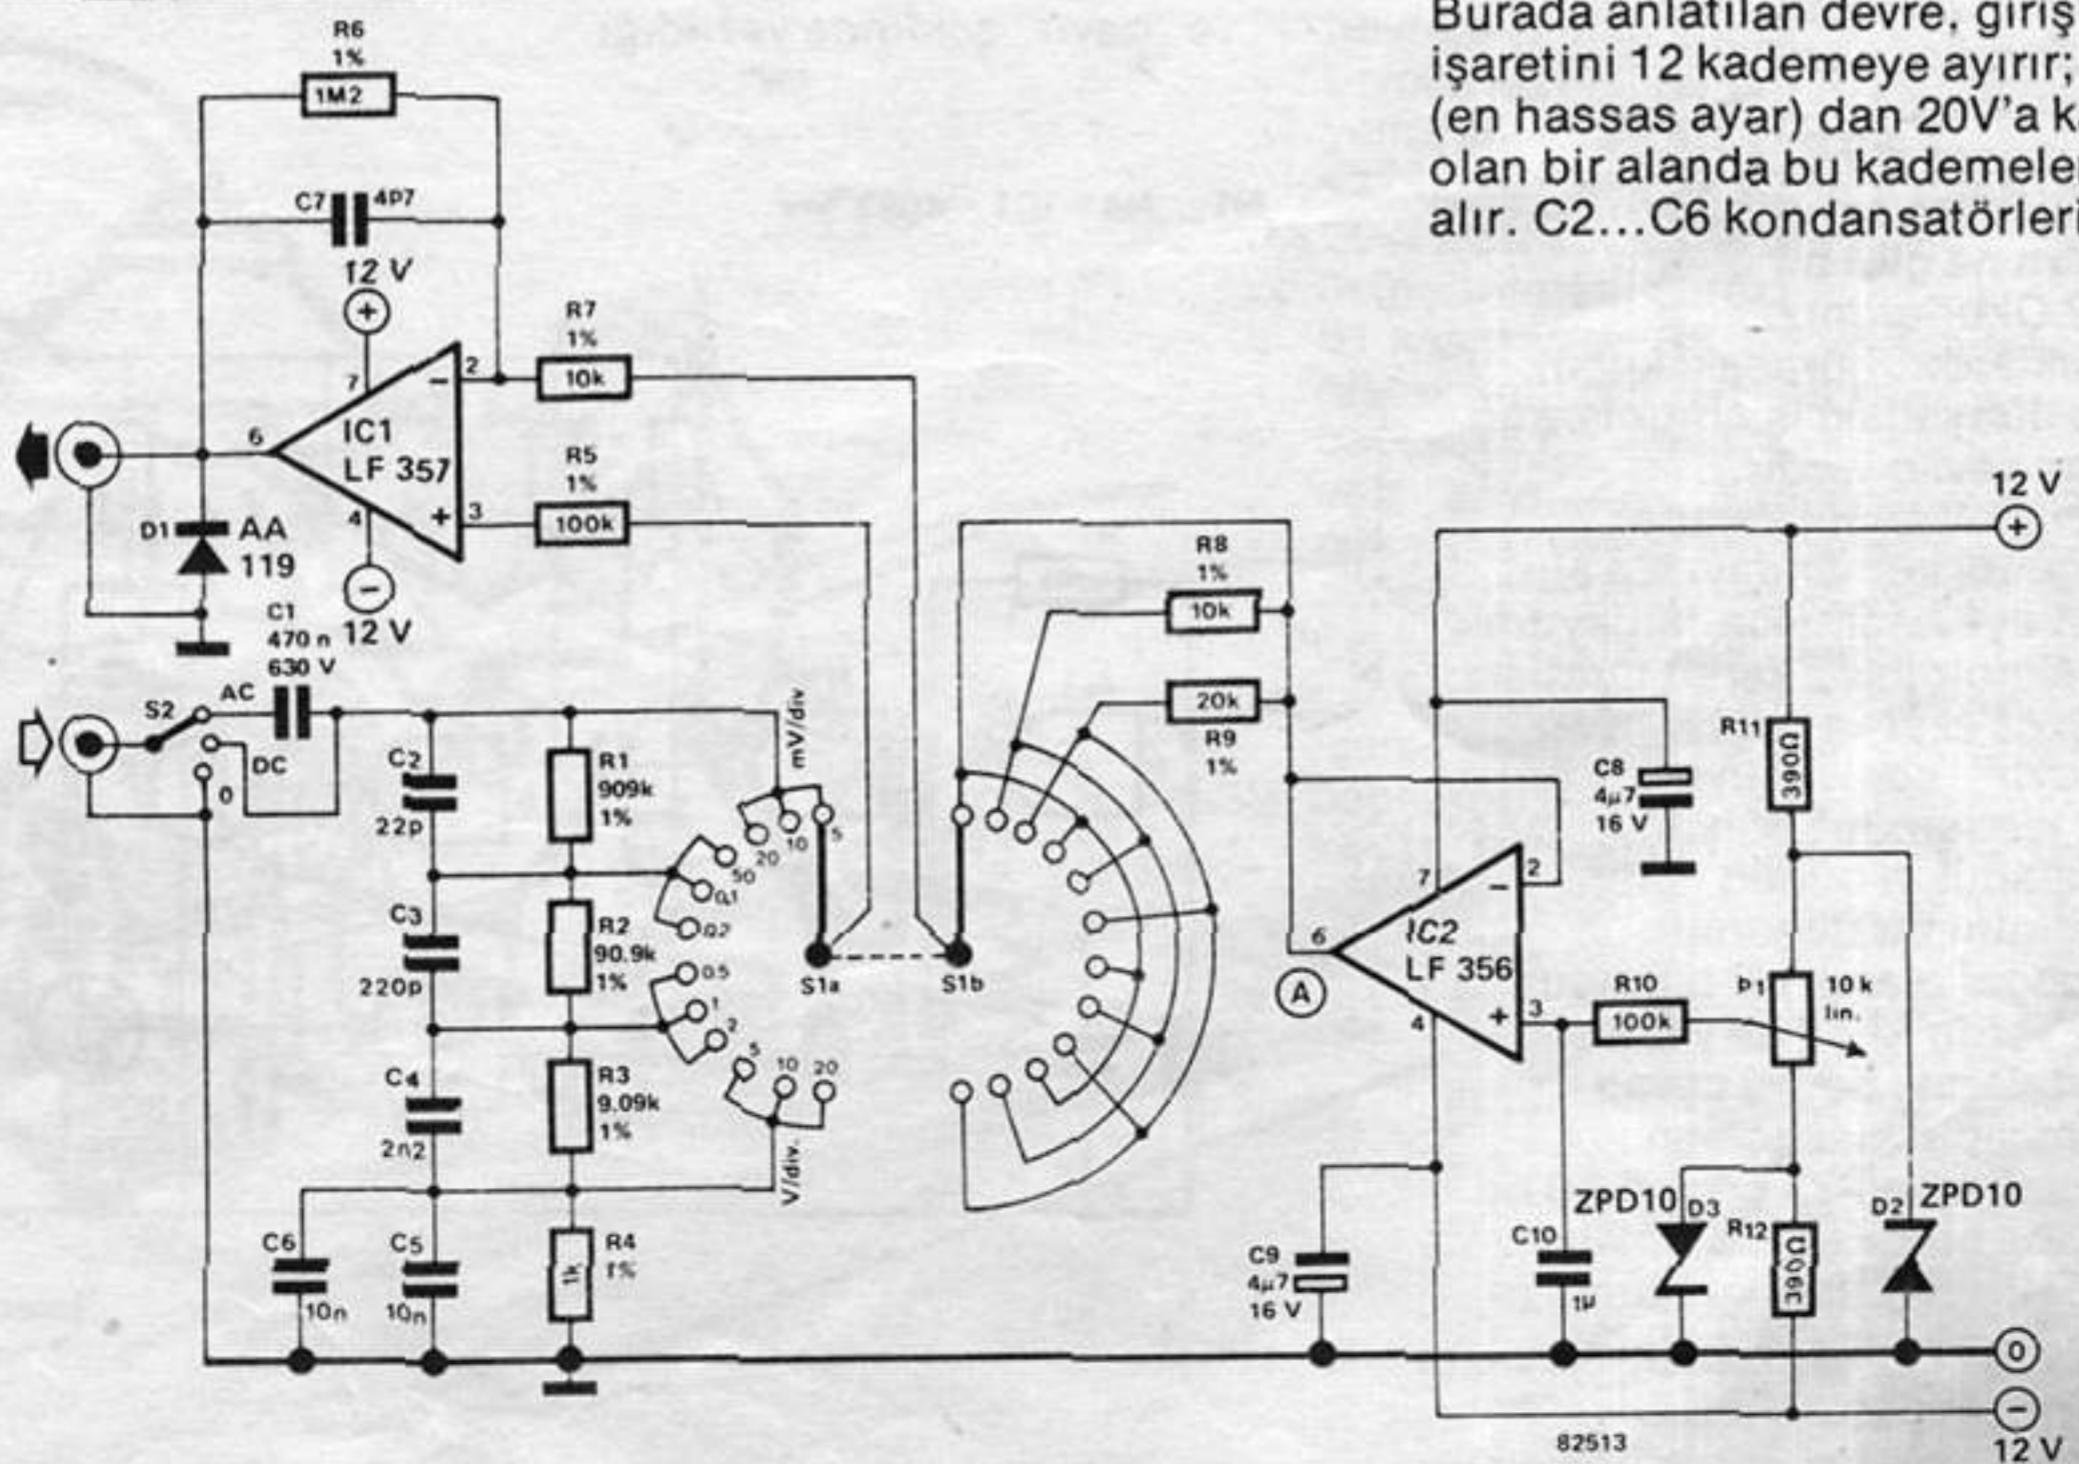 Burada anlatılan devre, giriş
işaretini 12 kademeye ayırır;
(en hassas ayar) dan 20V'a
olan bir alanda bu
alır. C2...C6
R6
1%
1M2
C7
4p7
12 V
+
7
IC1
LF 357
2
−
3
+
6
4
−
12 V
R7
1%
10k
R5
1%
100k
D1
AA
119
C1
470 n
630 V
S2
AC
DC
0
C2
22p
C3
220p
C4
2n2
C6
10n
C5
10n
R1
909k
1%
R2
90.9k
1%
R3
9.09k
1%
R4
1%
1k
mV/div
5
10
20
50
0,1
0,2
0.5
1
2
5
10
20
V/div.
S1a
S1b
R8
1%
10k
20k
R9
1%
A
6
7
IC2
LF 356
2
−
3
+
4
R10
100k
P1
10 k
lin.
C8
4µ7
16 V
R11
390Ω
12 V
+
C9
4µ7
16 V
C10
1µ
ZPD10
D3
R12
390Ω
D2
ZPD10
0
−
12 V
82513